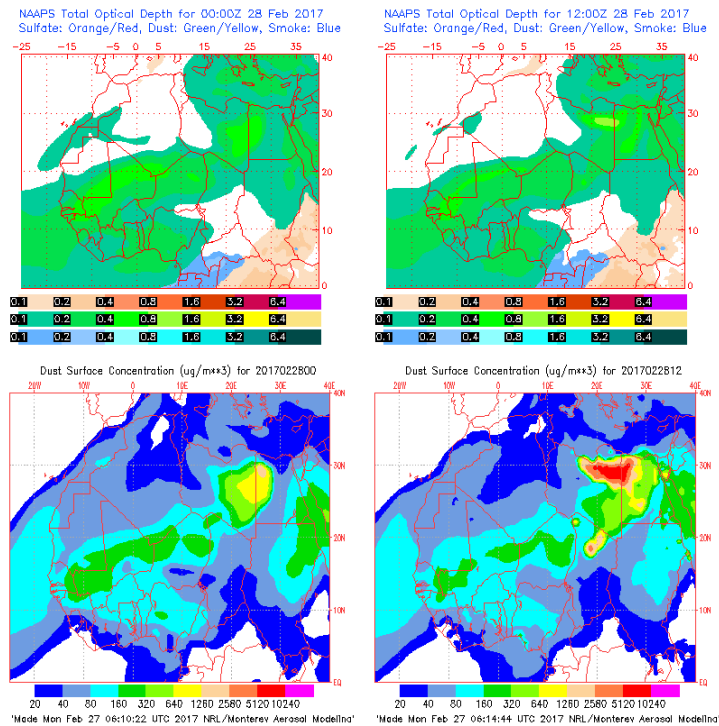 NAAPS Total Optical Depth for 00:00Z 28 Feb 2017
Sulfate: Orange/Red, Dust: Green/Yellow, Smoke: Blue
-25 -15 -5 5 15 25 35
40
30
20
10
0
0.1 0.2 0.4 0.8 1.6 3.2 6.4
0.1 0.2 0.4 0.8 1.6 3.2 6.4
0.1 0.2 0.4 0.8 1.6 3.2 6.4
NAAPS Total Optical Depth for 12:00Z 28 Feb 2017
Sulfate: Orange/Red, Dust: Green/Yellow, Smoke: Blue
-25 -15 -5 5 15 25 35
40
30
20
10
0
0.1 0.2 0.4 0.8 1.6 3.2 6.4
0.1 0.2 0.4 0.8 1.6 3.2 6.4
0.1 0.2 0.4 0.8 1.6 3.2 6.4
Dust Surface Concentration (ug/m**3) for 2017022800
20W 10W 0E 10E 20E 30E 40E
40N
30N
20N
10N
EQ
20 40 80 160 320 640 1280 2560 5120 10240
'Made Mon Feb 27 06:10:22 UTC 2017 NRL/Monterey Aerosol Modeling'
Dust Surface Concentration (ug/m**3) for 2017022812
20W 10W 0E 10E 20E 30E 40E
40N
30N
20N
10N
EQ
20 40 80 160 320 640 1280 2560 5120 10240
'Made Mon Feb 27 06:14:44 UTC 2017 NRL/Monterey Aerosol Modeling'